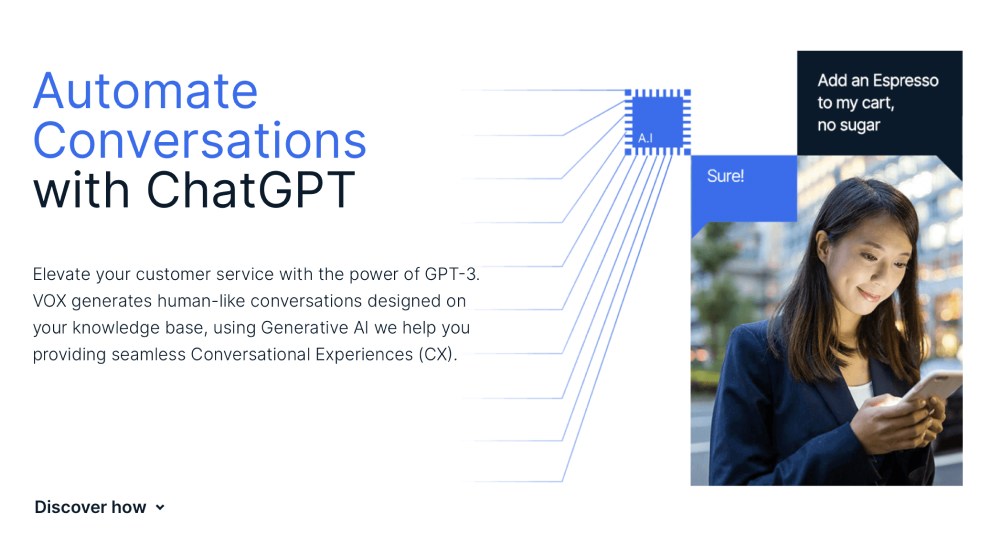 Automate
Conversations
with ChatGPT
Elevate your customer service with the power of GPT-3.
VOX generates human-like conversations designed on
your knowledge base, using Generative AI we help you
providing seamless Conversational Experiences (CX).
Discover how
A.I
Add an Espresso
to my cart,
no sugar
Sure!